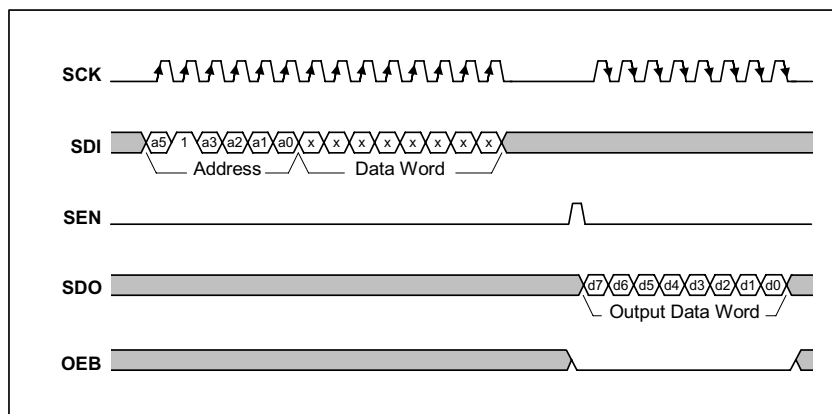 SCK
SDI
a5 1 a3 a2 a1 a0 x x x x x x x x
Address Data Word
SEN
SDO
d7 d6 d5 d4 d3 d2 d1 d0
Output Data Word
OEB